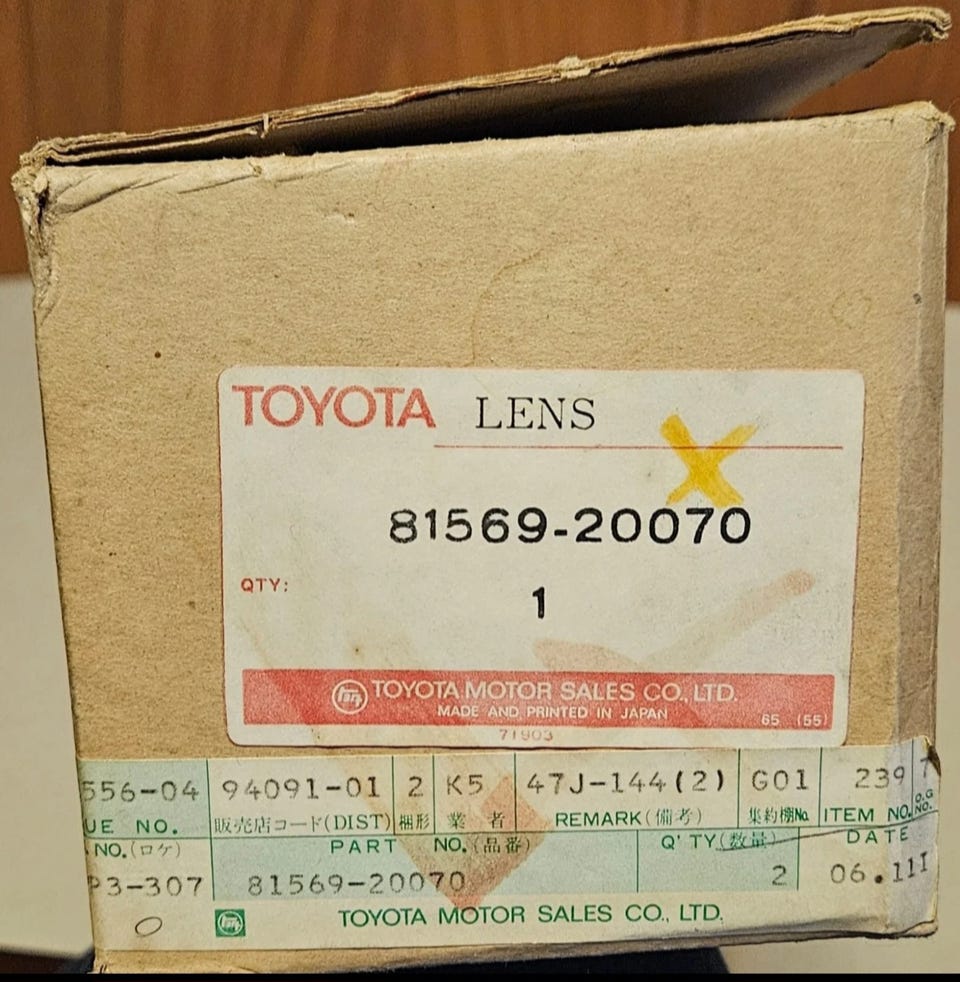 TOYOTA LENS
81569-20070
QTY:
1
TOYOTA MOTOR SALES CO., LTD.
MADE AND PRINTED IN JAPAN
65 (55)
71903
556-04 94091-01 2 K5 47J-144(2) G01 239
UE NO. 販売店コード(DIST) 梱形 業者 REMARK(備考) 集約棚No. ITEM NO. O.G NO.
NO.(ロケ) PART NO.(品番) Q'TY(数量) DATE
P3-307 81569-20070 2 06.11I
TOYOTA MOTOR SALES CO., LTD.